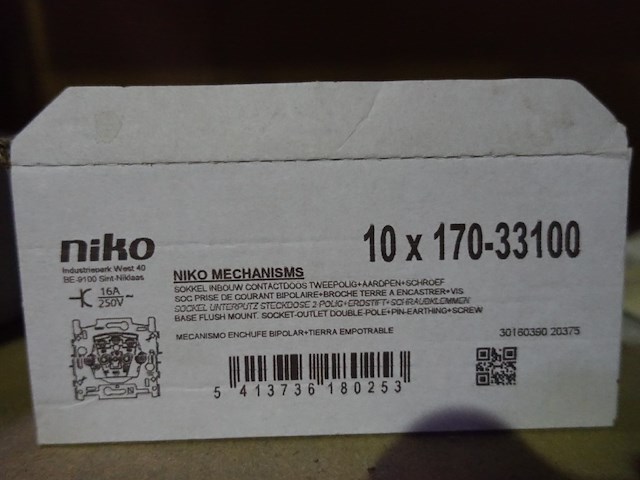 niko
10 x 170-33100
Industriepark West 40
BE-9100 Sint-Niklaas
16A
250V ~
NIKO MECHANISMS
SOKKEL INBOUW CONTACTDOOS TWEEPOLIG+AARDPEN+SCHROEF
SOC PRISE DE COURANT BIPOLAIRE+BROCHE TERRE A ENCASTRER+VIS
SOCKEL UNTERPUTZ STECKDOSE 2-POLIG+ERDSTIFT+SCHRAUBKLEMMEN
BASE FLUSH MOUNT. SOCKET-OUTLET DOUBLE-POLE+PIN-EARTHING+SCREW
MECANISMO ENCHUFE BIPOLAR+TIERRA EMPOTRABLE
30160390 20375
5 413736 180253